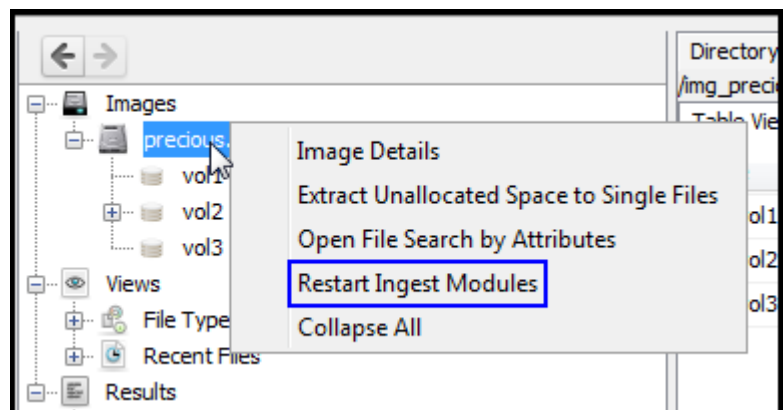 Directory
/img_preci
Table Vie
Images
precious.
vol1
vol2
vol3
Views
File Type
Recent Files
Results
Image Details
Extract Unallocated Space to Single Files
Open File Search by Attributes
Restart Ingest Modules
Collapse All
ol1
ol2
ol3